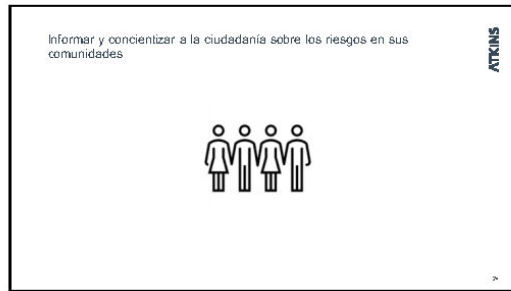 Informar y concientizar a la ciudadanía sobre los riesgos en sus
comunidades
ATKINS